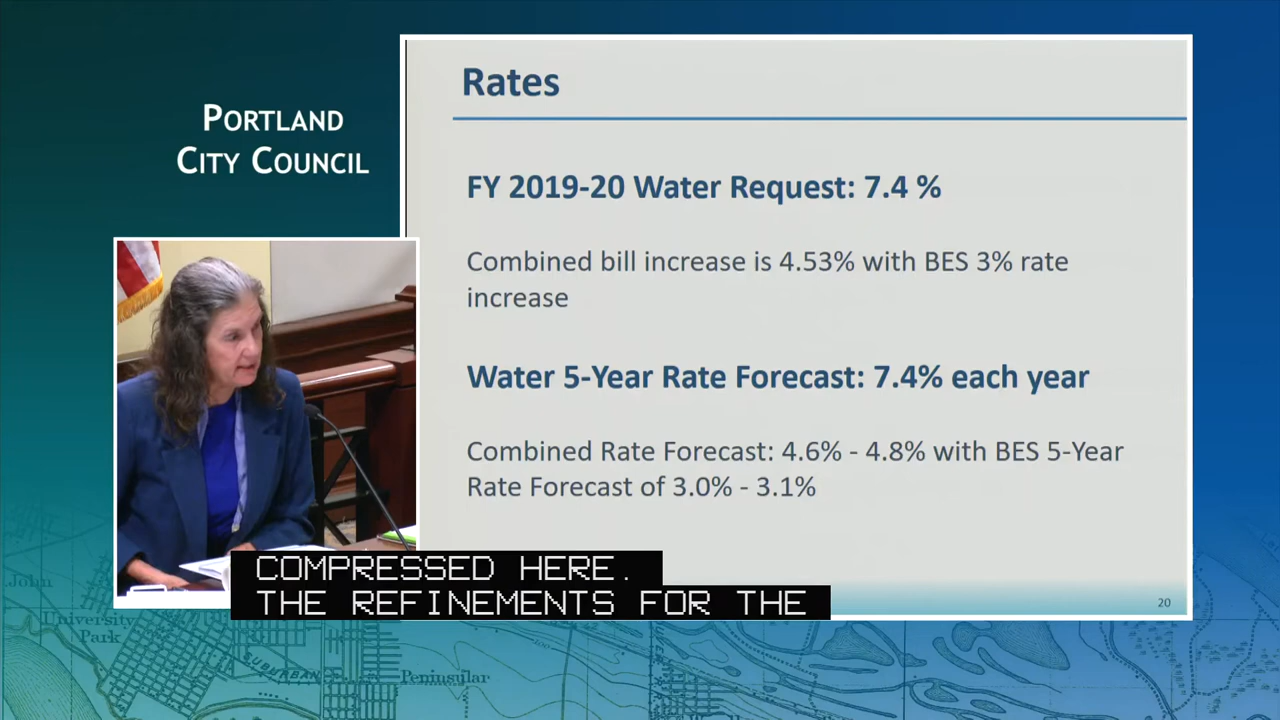 PORTLAND
CITY COUNCIL
Rates
FY 2019-20 Water Request: 7.4 %
Combined bill increase is 4.53% with BES 3% rate
increase
Water 5-Year Rate Forecast: 7.4% each year
Combined Rate Forecast: 4.6% - 4.8% with BES 5-Year
Rate Forecast of 3.0% - 3.1%
20
COMPRESSED HERE.
THE REFINEMENTS FOR THE
St John
University
Park
SUBURBAN
Peninsular